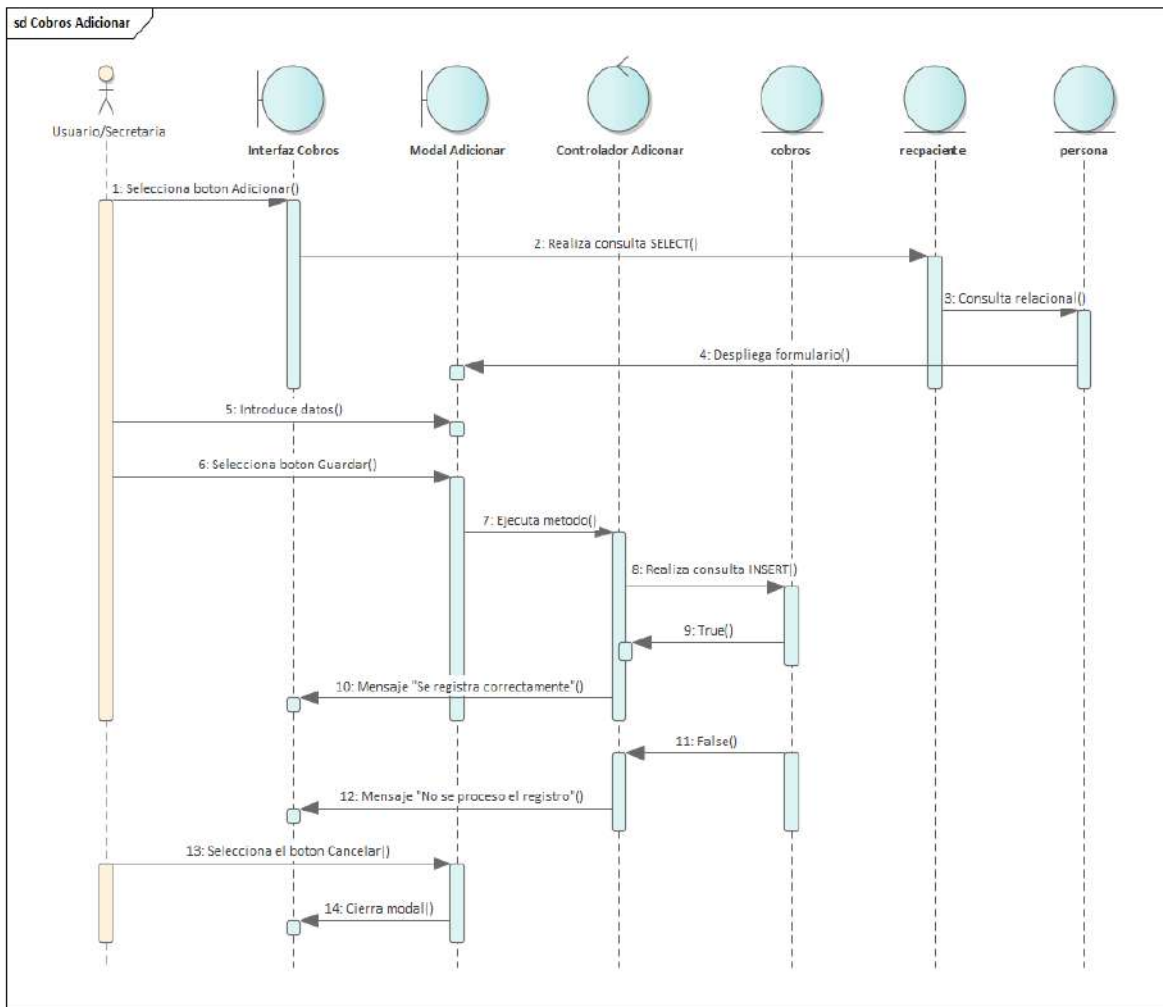 sd Cobros Adicionar
Usuario/Secretaria
Interfaz Cobros
Modal Adicionar
Controlador Adiconar
cobros
recpaciente
persona
1: Selecciona boton Adicionar()
2: Realiza consulta SELECT()
3: Consulta relacional()
4: Despliega formulario()
5: Introduce datos()
6: Selecciona boton Guardar()
7: Ejecuta metodo()
8: Realiza consulta INSERT()
9: True()
10: Mensaje "Se registra correctamente"()
11: False()
12: Mensaje "No se proceso el registro"()
13: Selecciona el boton Cancelar()
14: Cierra modal()